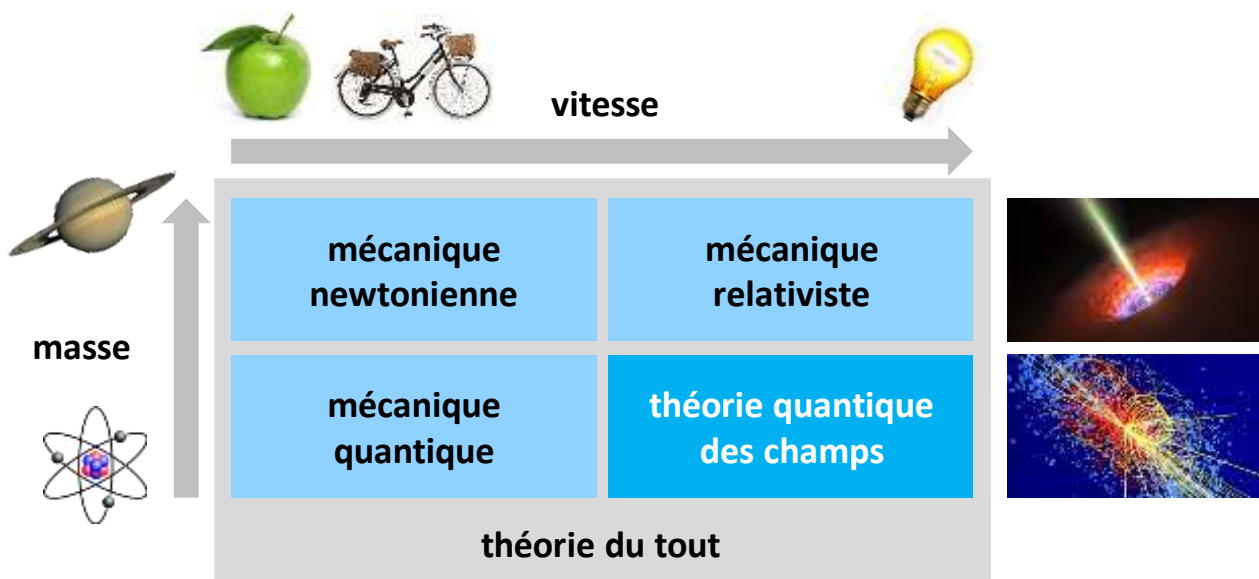 vitesse
masse
mécanique
newtonienne
mécanique
relativiste
mécanique
quantique
théorie quantique
des champs
théorie du tout